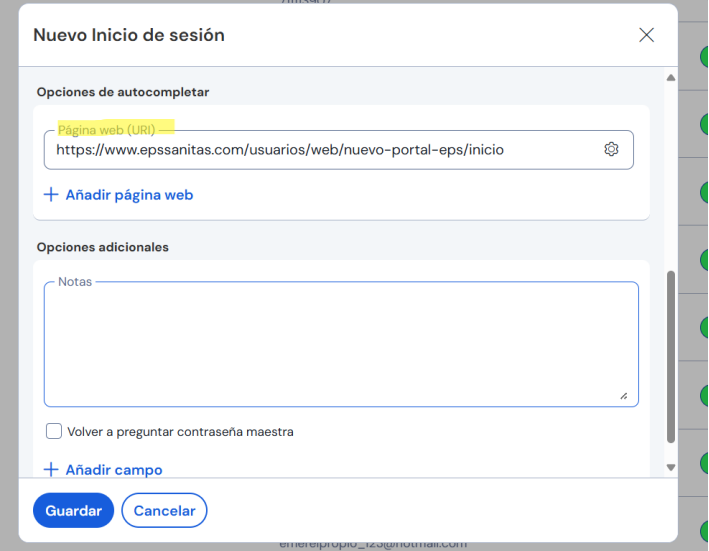 Nuevo Inicio de sesión
Opciones de autocompletar
Página web (URI)
https://www.epssanitas.com/usuarios/web/nuevo-portal-eps/inicio
Añadir página web
Opciones adicionales
Notas
Volver a preguntar contraseña maestra
Añadir campo
Guardar
Cancelar